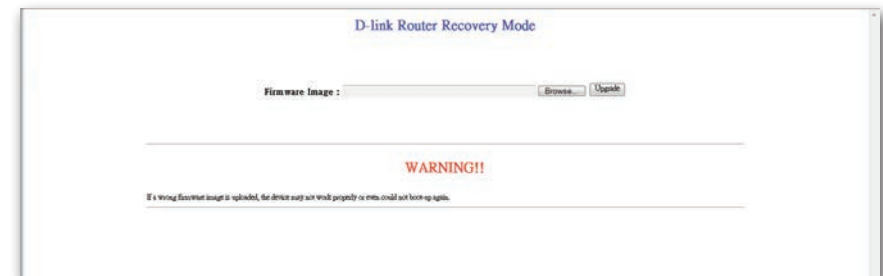 D-link Router Recovery Mode
Firmware Image : Browse... Upgrade
WARNING!!
If a wrong firmware image is uploaded, the device may not work properly or even could not boot-up again.